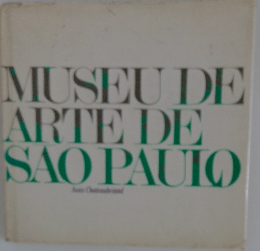 MUSEU DE
ARTE DE
SAO PAULO
Assis Chateaubriand